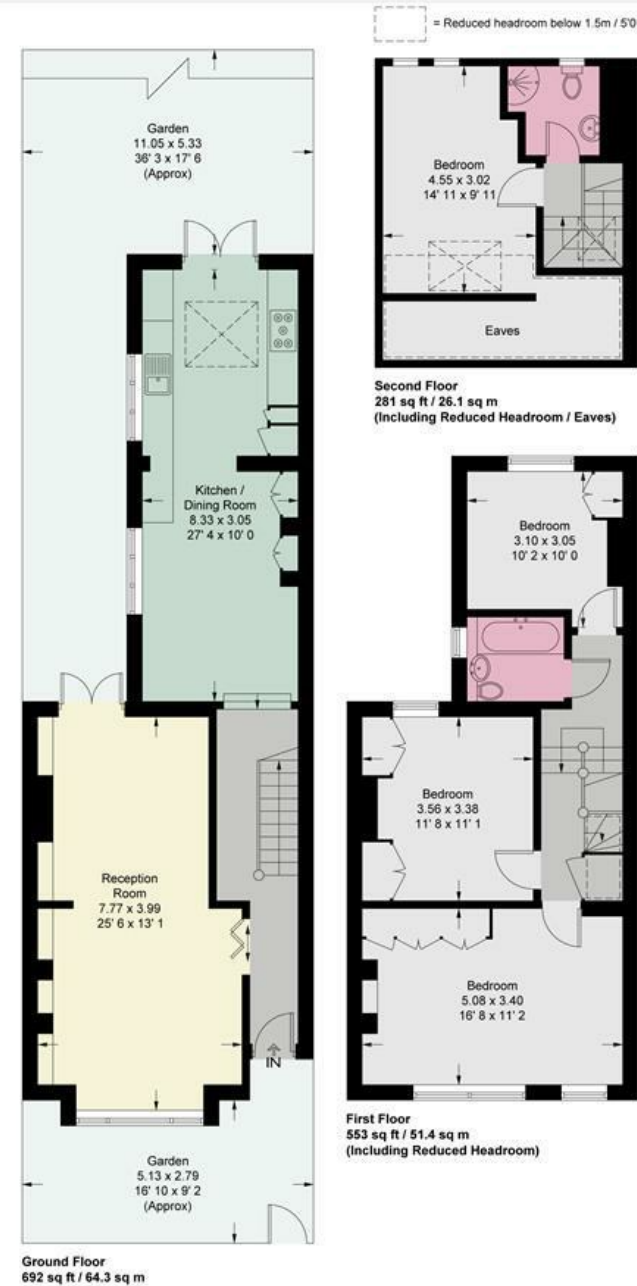 = Reduced headroom below 1.5m / 5'0
Garden
11.05 x 5.33
36' 3 x 17' 6
(Approx)
Kitchen /
Dining Room
8.33 x 3.05
27' 4 x 10' 0
Reception
Room
7.77 x 3.99
25' 6 x 13' 1
IN
Garden
5.13 x 2.79
16' 10 x 9' 2
(Approx)
Ground Floor
692 sq ft / 64.3 sq m
Bedroom
4.55 x 3.02
14' 11 x 9' 11
Eaves
Second Floor
281 sq ft / 26.1 sq m
(Including Reduced Headroom / Eaves)
Bedroom
3.10 x 3.05
10' 2 x 10' 0
Bedroom
3.56 x 3.38
11' 8 x 11' 1
Bedroom
5.08 x 3.40
16' 8 x 11' 2
First Floor
553 sq ft / 51.4 sq m
(Including Reduced Headroom)